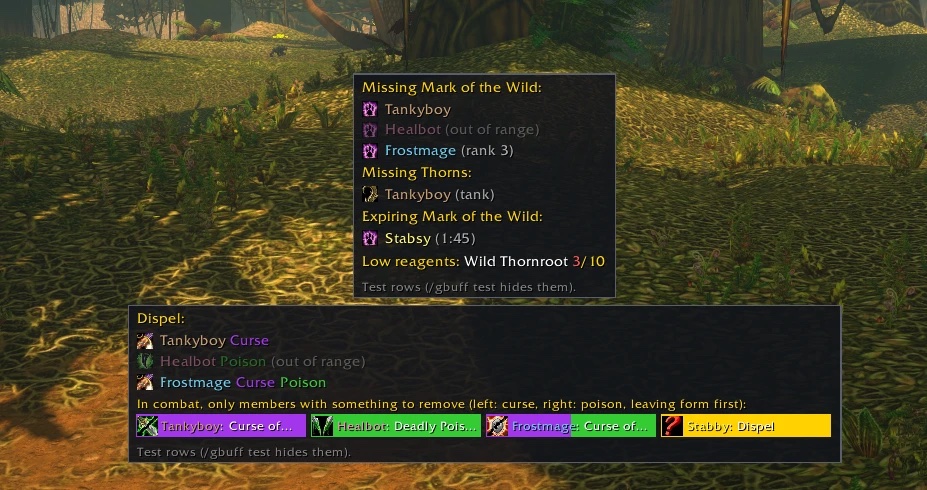 Missing Mark of the Wild:
Tankyboy
Healbot (out of range)
Frostmage (rank 3)
Missing Thorns:
Tankyboy (tank)
Expiring Mark of the Wild:
Stabsy (1:45)
Low reagents: Wild Thornroot 3/10
Test rows (/gbuff test hides them).
Dispel:
Tankyboy Curse
Healbot Poison (out of range)
Frostmage Curse Poison
In combat, only members with something to remove (left: curse, right: poison, leaving form first):
Tankyboy: Curse of... Healbot: Deadly Pois... Frostmage: Curse of... Stabby: Dispel
Test rows (/gbuff test hides them).